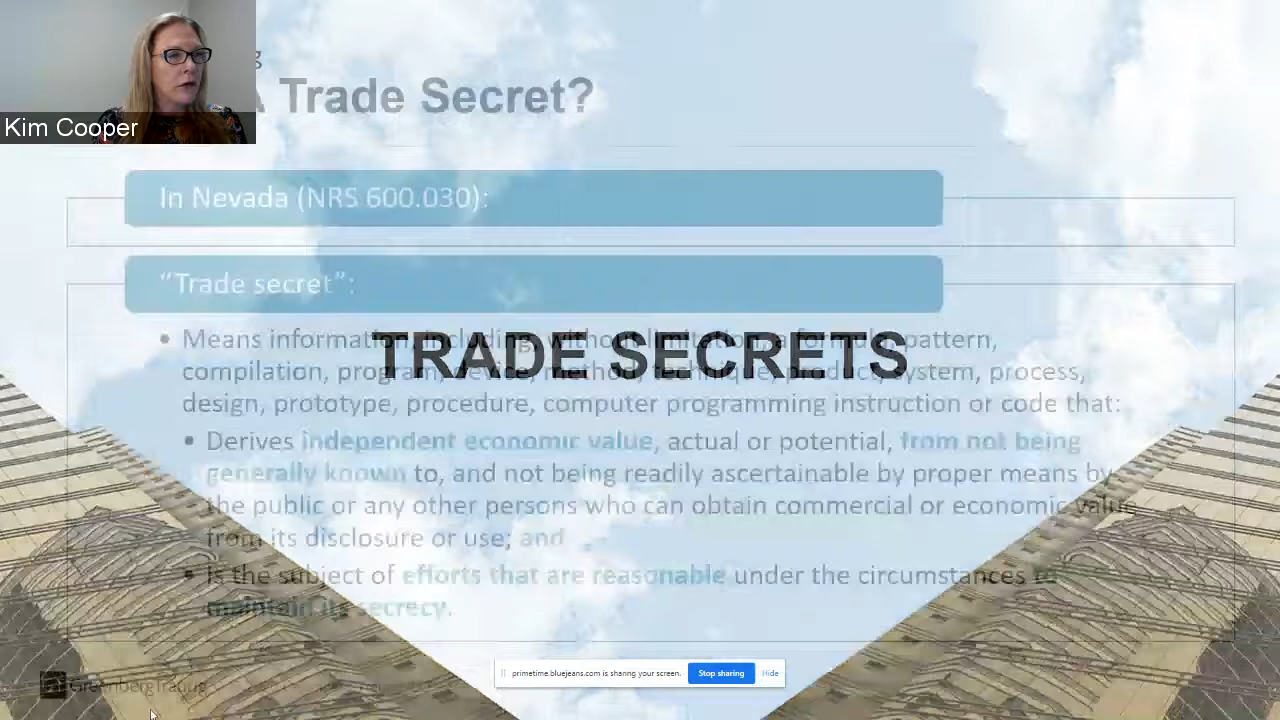 g
A Trade Secret?
Kim Cooper
In Nevada (NRS 600.030):
“Trade secret”:
TRADE SECRETS
• Means information, including, without limitation, a formula, pattern,
compilation, program, device, method, technique, product, system, process,
design, prototype, procedure, computer programming instruction or code that:
• Derives independent economic value, actual or potential, from not being
generally known to, and not being readily ascertainable by proper means by
the public or any other persons who can obtain commercial or economic value
from its disclosure or use; and
• Is the subject of efforts that are reasonable under the circumstances to
maintain its secrecy.
primetime.bluejeans.com is sharing your screen. Stop sharing Hide
GT GreenbergTraurig